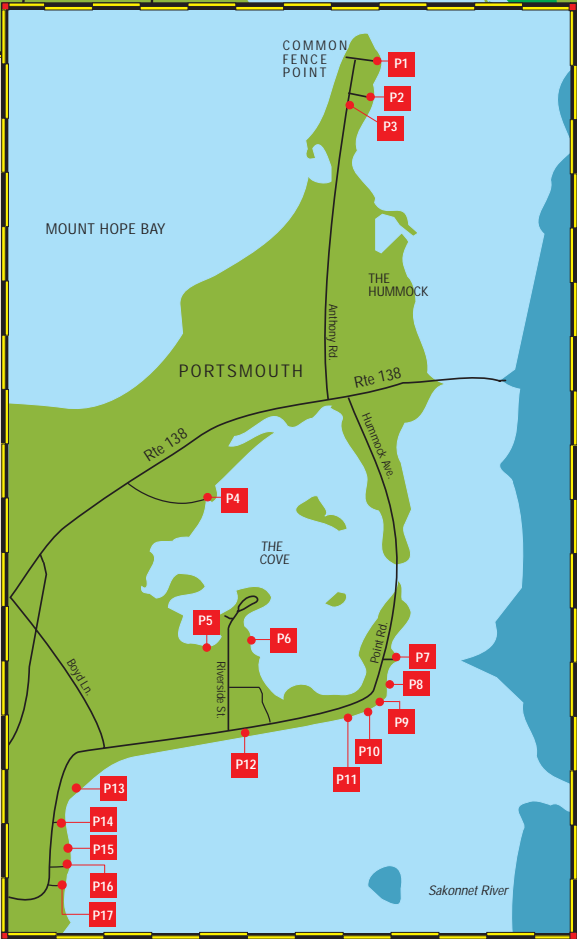 COMMON
FENCE
POINT
P1
P2
P3
MOUNT HOPE BAY
THE
HUMMOCK
Anthony Rd.
PORTSMOUTH
Rte 138
Rte 138
Hummock Ave.
P4
THE
COVE
P5
P6
Point Rd.
P7
Boyd Ln.
Riverside St.
P8
P9
P10
P11
P12
P13
P14
P15
P16
P17
Sakonnet River